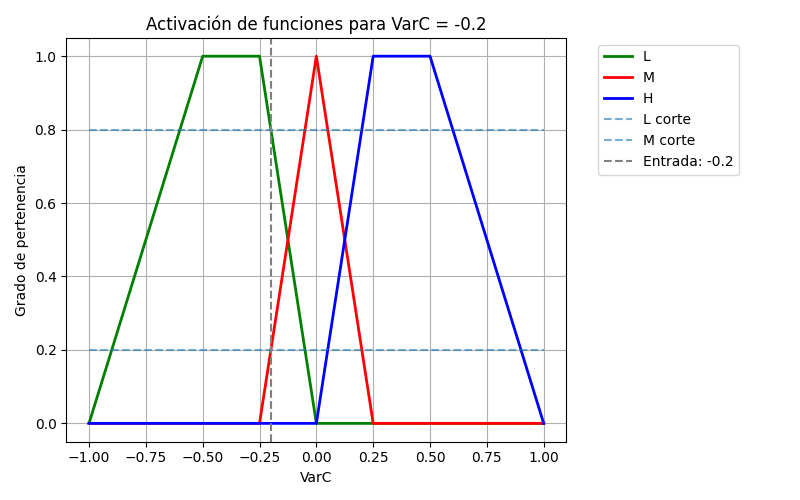 Activación de funciones para VarC = -0.2
Grado de pertenencia
1.0
0.8
0.6
0.4
0.2
0.0
−1.00 −0.75 −0.50 −0.25 0.00 0.25 0.50 0.75 1.00
VarC
L
M
H
L corte
M corte
Entrada: -0.2